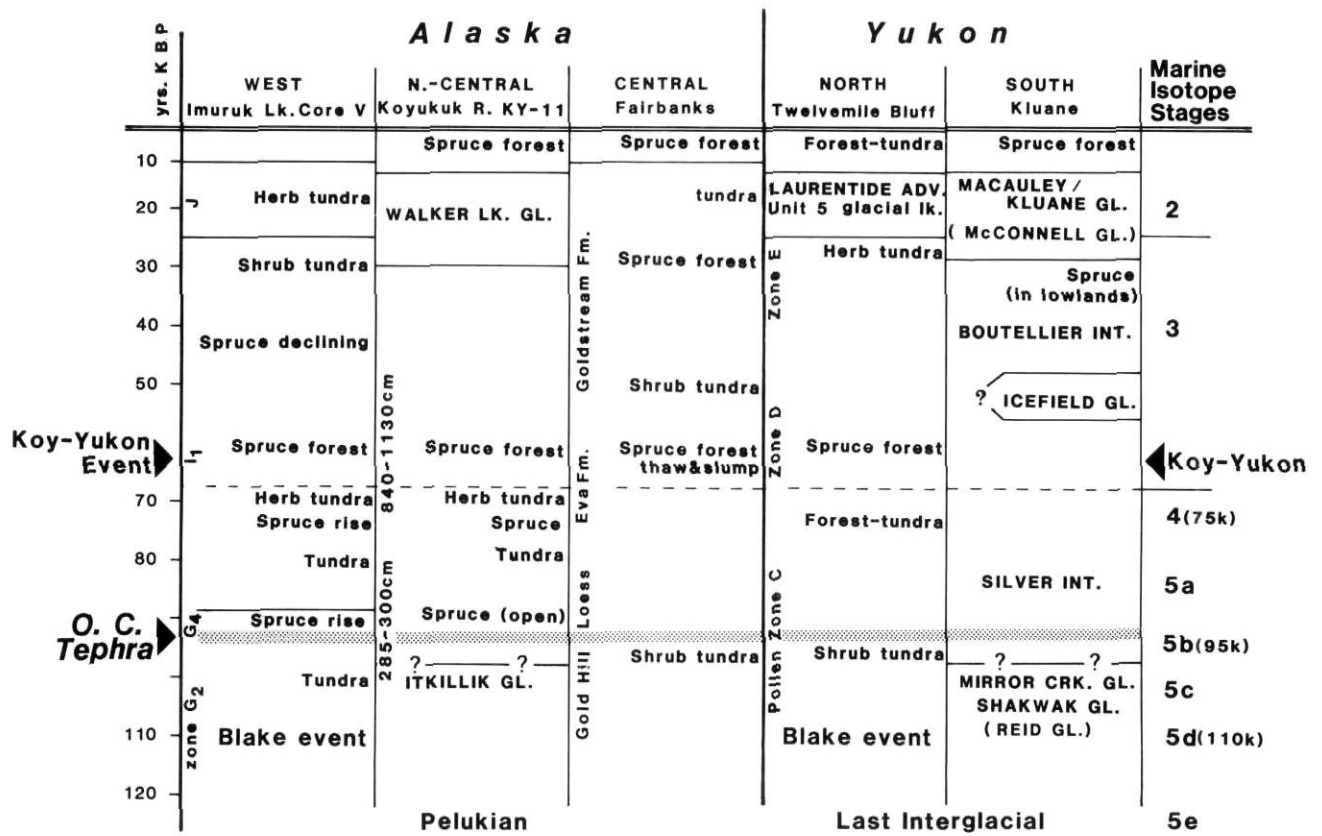 Alaska
Yukon
yrs. K B P
WEST
Imuruk Lk. Core V
N.-CENTRAL
Koyukuk R. KY-11
CENTRAL
Fairbanks
NORTH
Twelvemile Bluff
SOUTH
Kluane
Marine
Isotope
Stages
10
20
30
40
50
70
80
110
120
Koy-Yukon
Event
O. C.
Tephra
J
I1
G4
zone G2
Herb tundra
Shrub tundra
Spruce declining
Spruce forest
Herb tundra
Spruce rise
Tundra
Spruce rise
Tundra
Blake event
840-1130cm
285-300cm
Spruce forest
WALKER LK. GL.
Spruce forest
Herb tundra
Spruce
Tundra
Spruce (open)
? ?
ITKILLIK GL.
Pelukian
Goldstream Fm.
Eva Fm.
Gold Hill Loess
Spruce forest
tundra
Spruce forest
Shrub tundra
Spruce forest
thaw&slump
Shrub tundra
Zone E
Zone D
Pollen Zone C
Forest-tundra
LAURENTIDE ADV.
Unit 5 glacial lk.
Herb tundra
Spruce forest
Forest-tundra
Shrub tundra
Blake event
Spruce forest
MACAULEY /
KLUANE GL.
( McCONNELL GL.)
Spruce
(in lowlands)
BOUTELLIER INT.
? ICEFIELD GL.
SILVER INT.
? ?
MIRROR CRK. GL.
SHAKWAK GL.
(REID GL.)
Last Interglacial
2
3
Koy-Yukon
4(75k)
5a
5b(95k)
5c
5d(110k)
5e